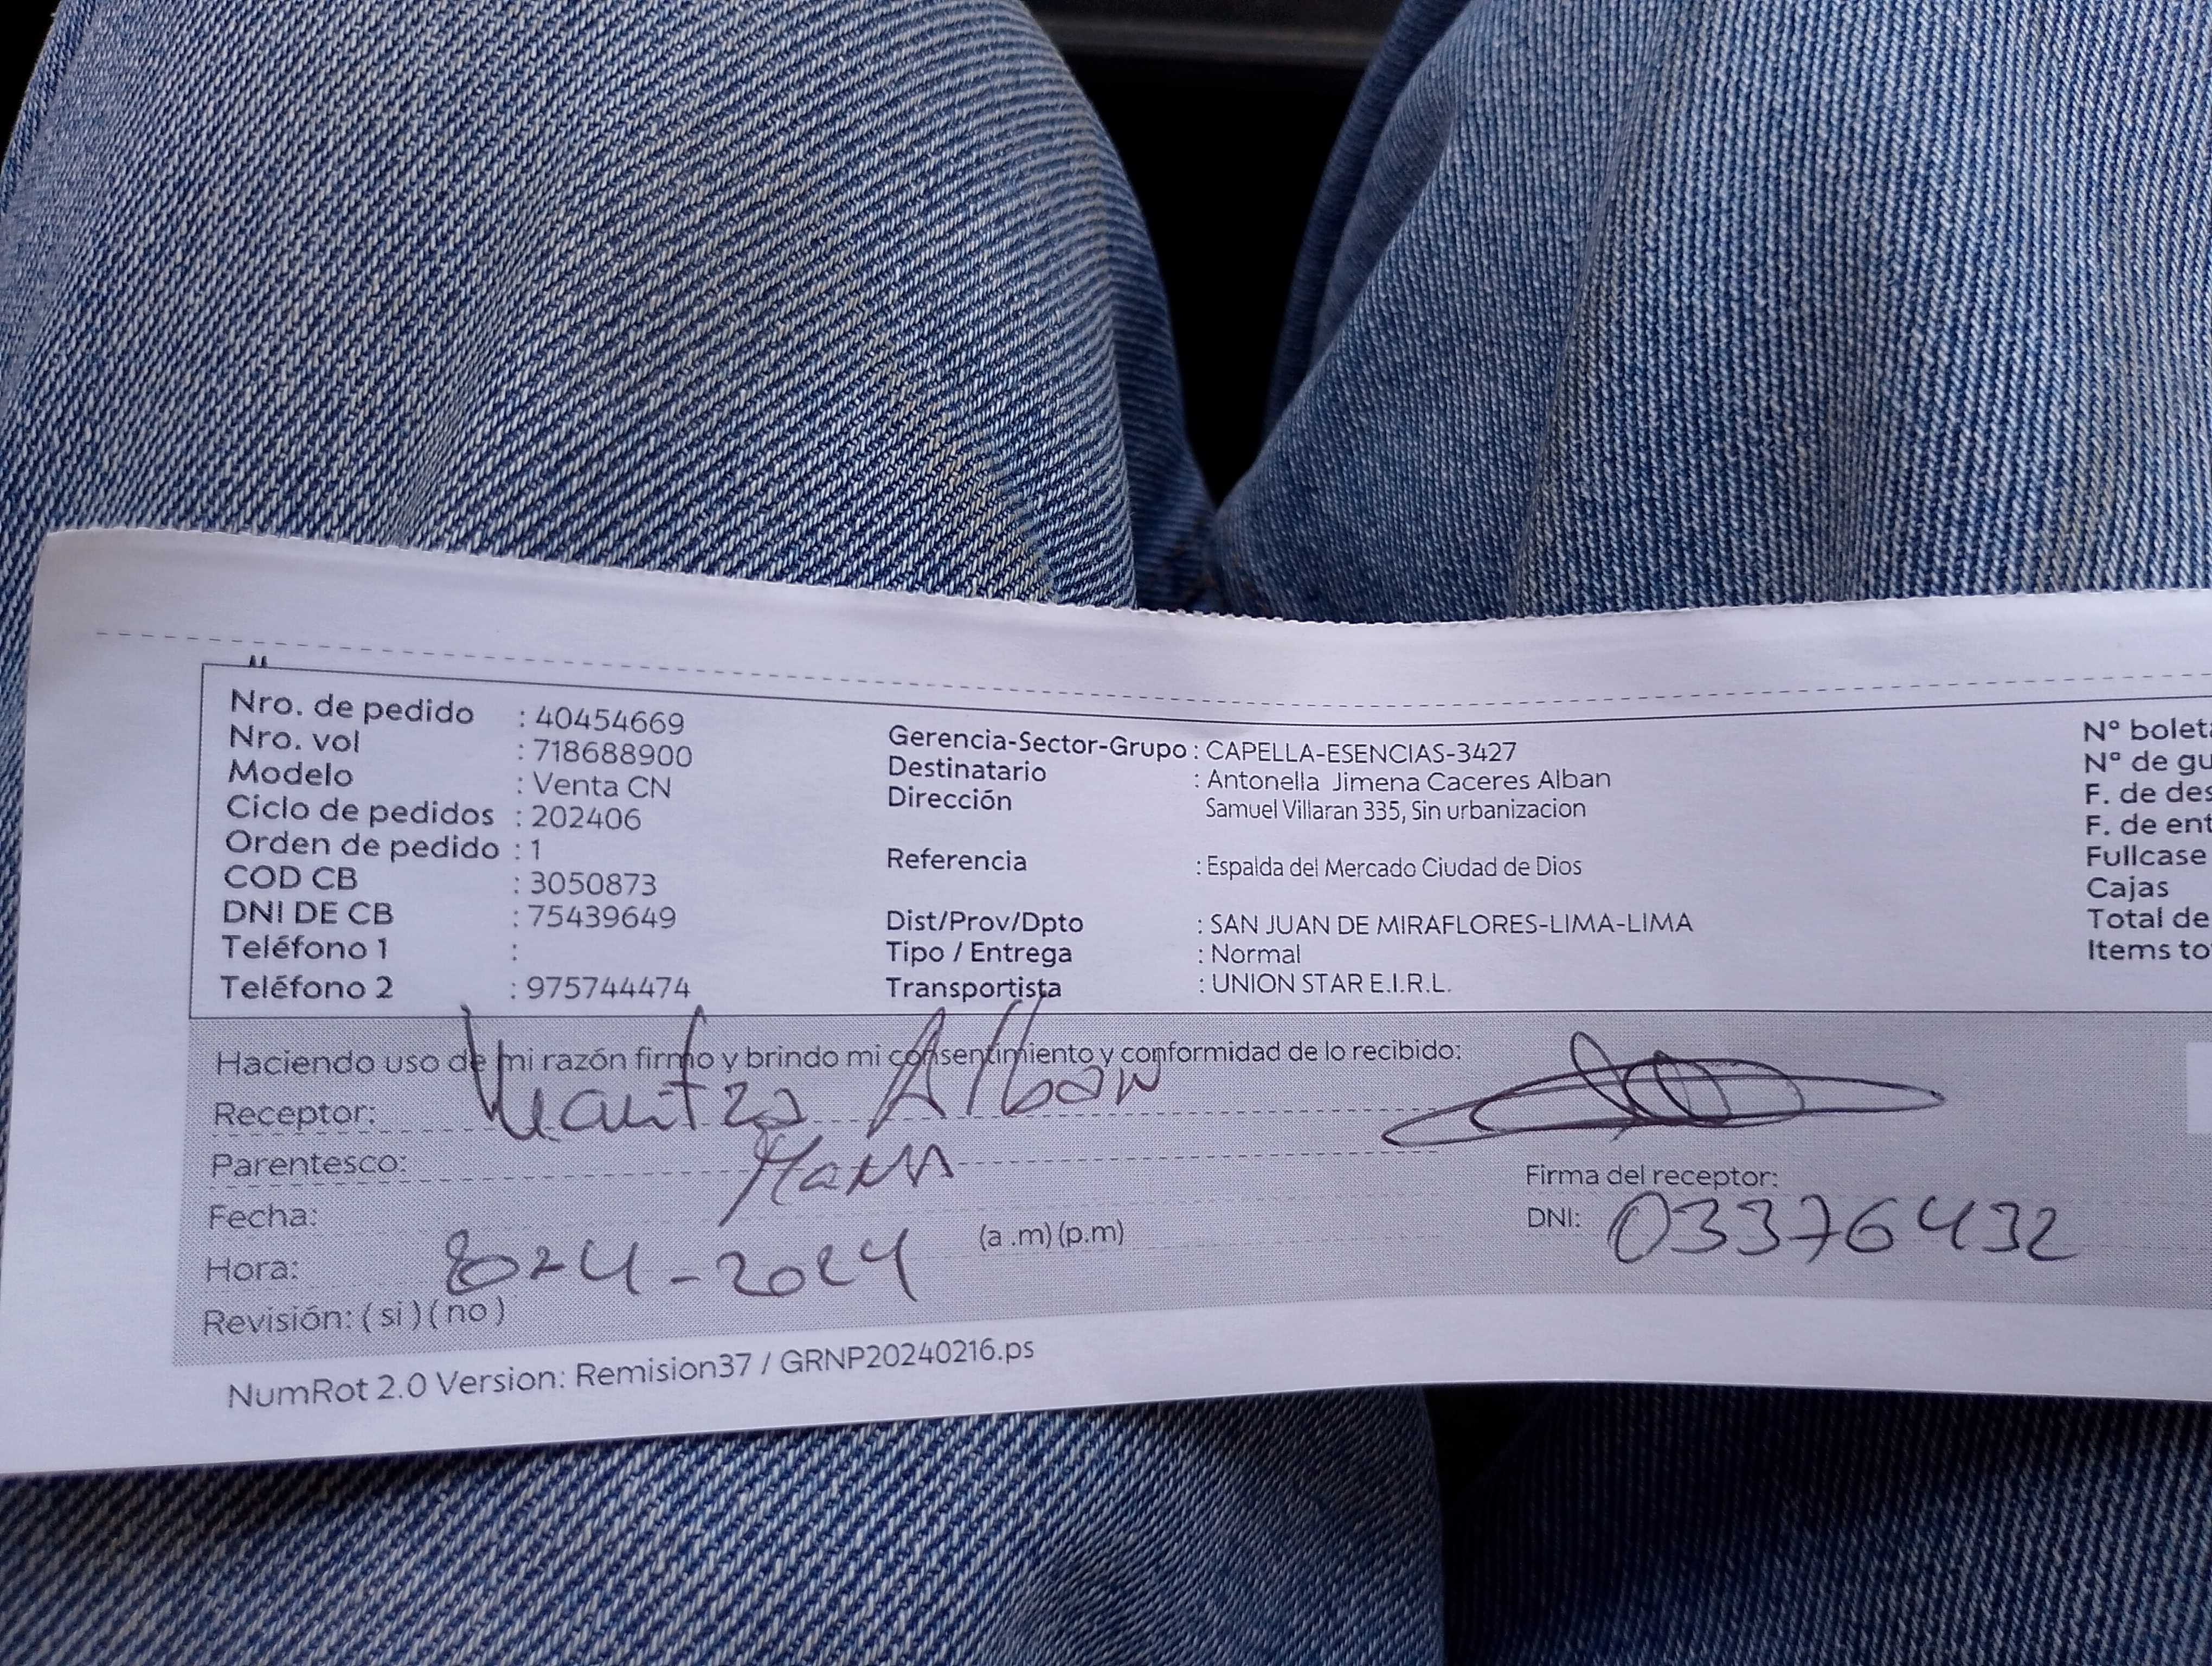 Nro. de pedido : 40454669
Nro. vol : 718688900
Modelo : Venta CN
Ciclo de pedidos : 202406
Orden de pedido : 1
COD CB : 3050873
DNI DE CB : 75439649
Teléfono 1 :
Teléfono 2 : 975744474
Gerencia-Sector-Grupo : CAPELLA-ESENCIAS-3427
Destinatario : Antonella Jimena Caceres Alban
Dirección Samuel Villaran 335, Sin urbanizacion
Referencia : Espalda del Mercado Ciudad de Dios
Dist/Prov/Dpto : SAN JUAN DE MIRAFLORES-LIMA-LIMA
Tipo / Entrega : Normal
Transportista : UNION STAR E.I.R.L.
Nº boleta
Nº de gu
F. de des
F. de ent
Fullcase
Cajas
Total de
Items to
Haciendo uso de mi razón firmo y brindo mi consentimiento y conformidad de lo recibido:
Receptor: Alban
Parentesco:
Fecha:
Hora: 8-24-2024 (a .m) (p.m)
Revisión: ( si ) ( no )
Firma del receptor:
DNI: 03376432
NumRot 2.0 Version: Remision37 / GRNP20240216.ps